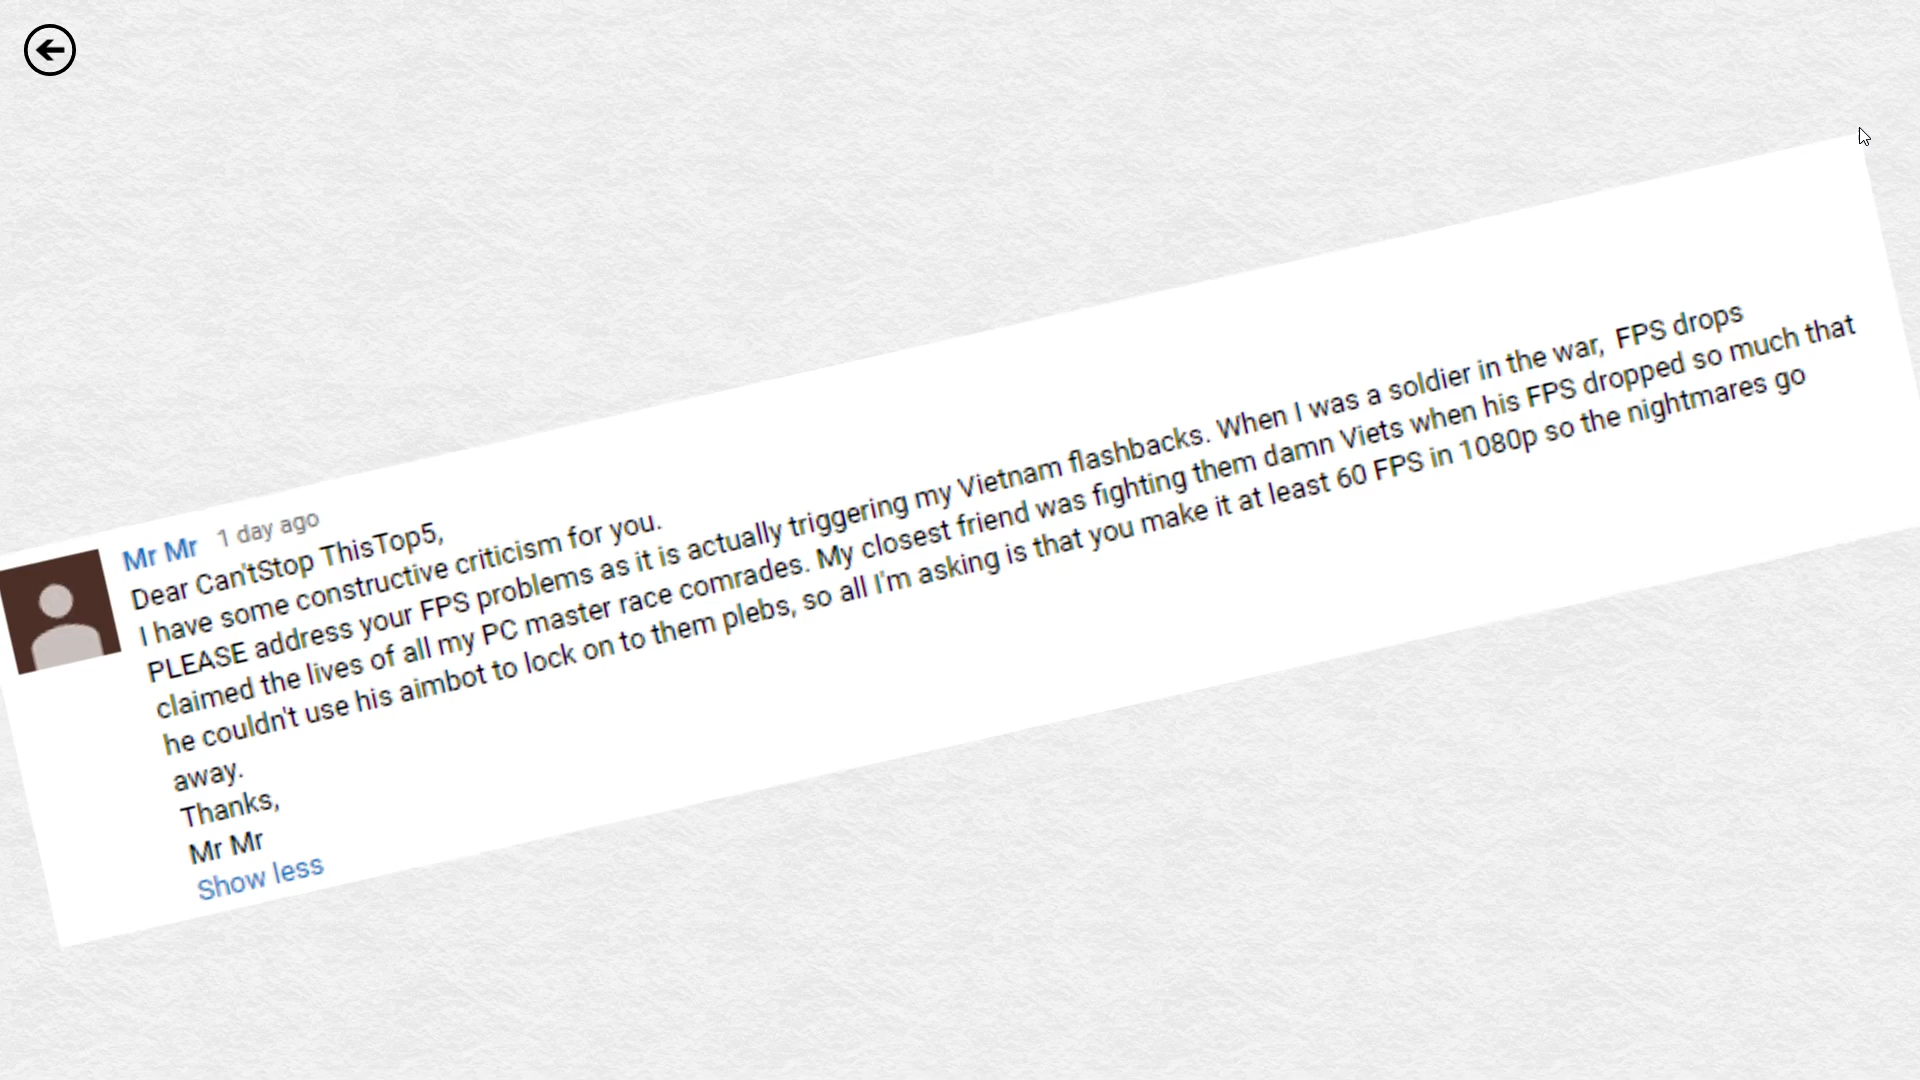 Mr Mr 1 day ago
Dear Can'tStop ThisTop5,
I have some constructive criticism for you.
PLEASE address your FPS problems as it is actually triggering my Vietnam flashbacks. When I was a soldier in the war, FPS drops
claimed the lives of all my PC master race comrades. My closest friend was fighting them damn Viets when his FPS dropped so much that
he couldn't use his aimbot to lock on to them plebs, so all I'm asking is that you make it at least 60 FPS in 1080p so the nightmares go
away.
Thanks,
Mr Mr
Show less